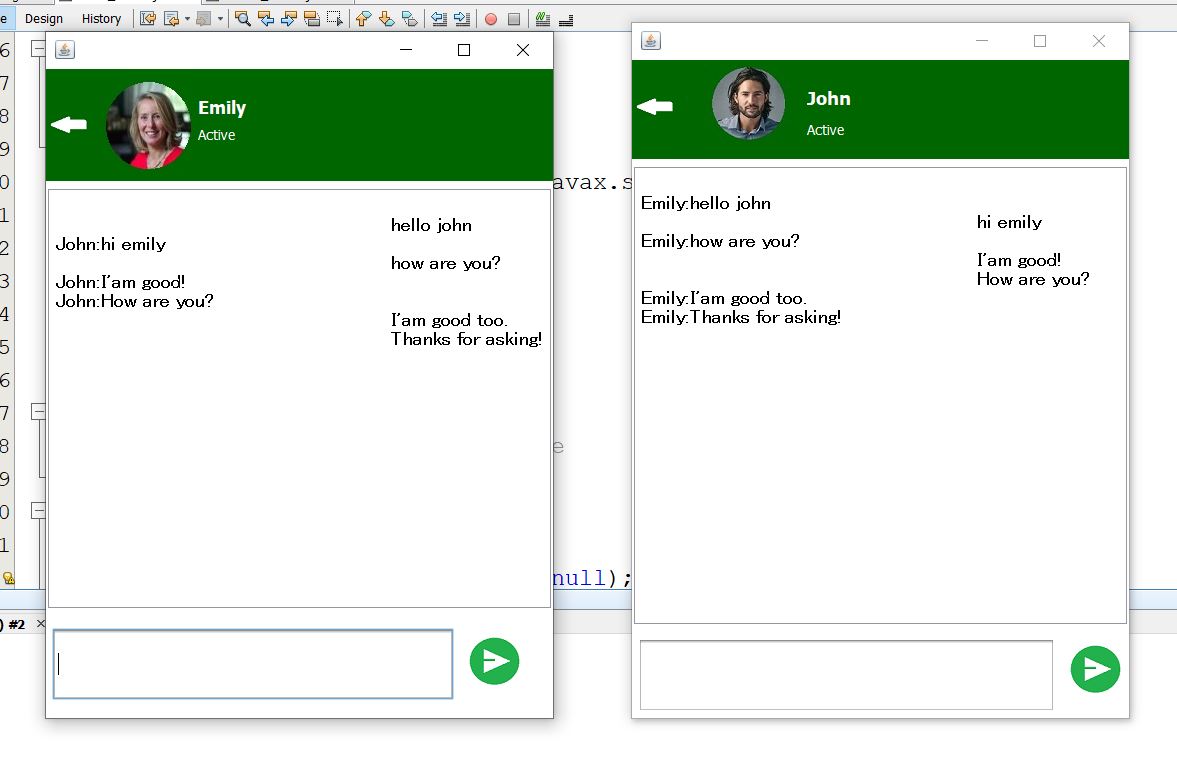 Design History
6
7
8
9
0
1
2
3
4
5
6
7
8
9
0
1
avax.s
e
null);
) #2
Emily
Active
hello john
John:hi emily
how are you?
John:I'am good!
John:How are you?
I'am good too.
Thanks for asking!
John
Active
Emily:hello john
hi emily
Emily:how are you?
I'am good!
How are you?
Emily:I'am good too.
Emily:Thanks for asking!